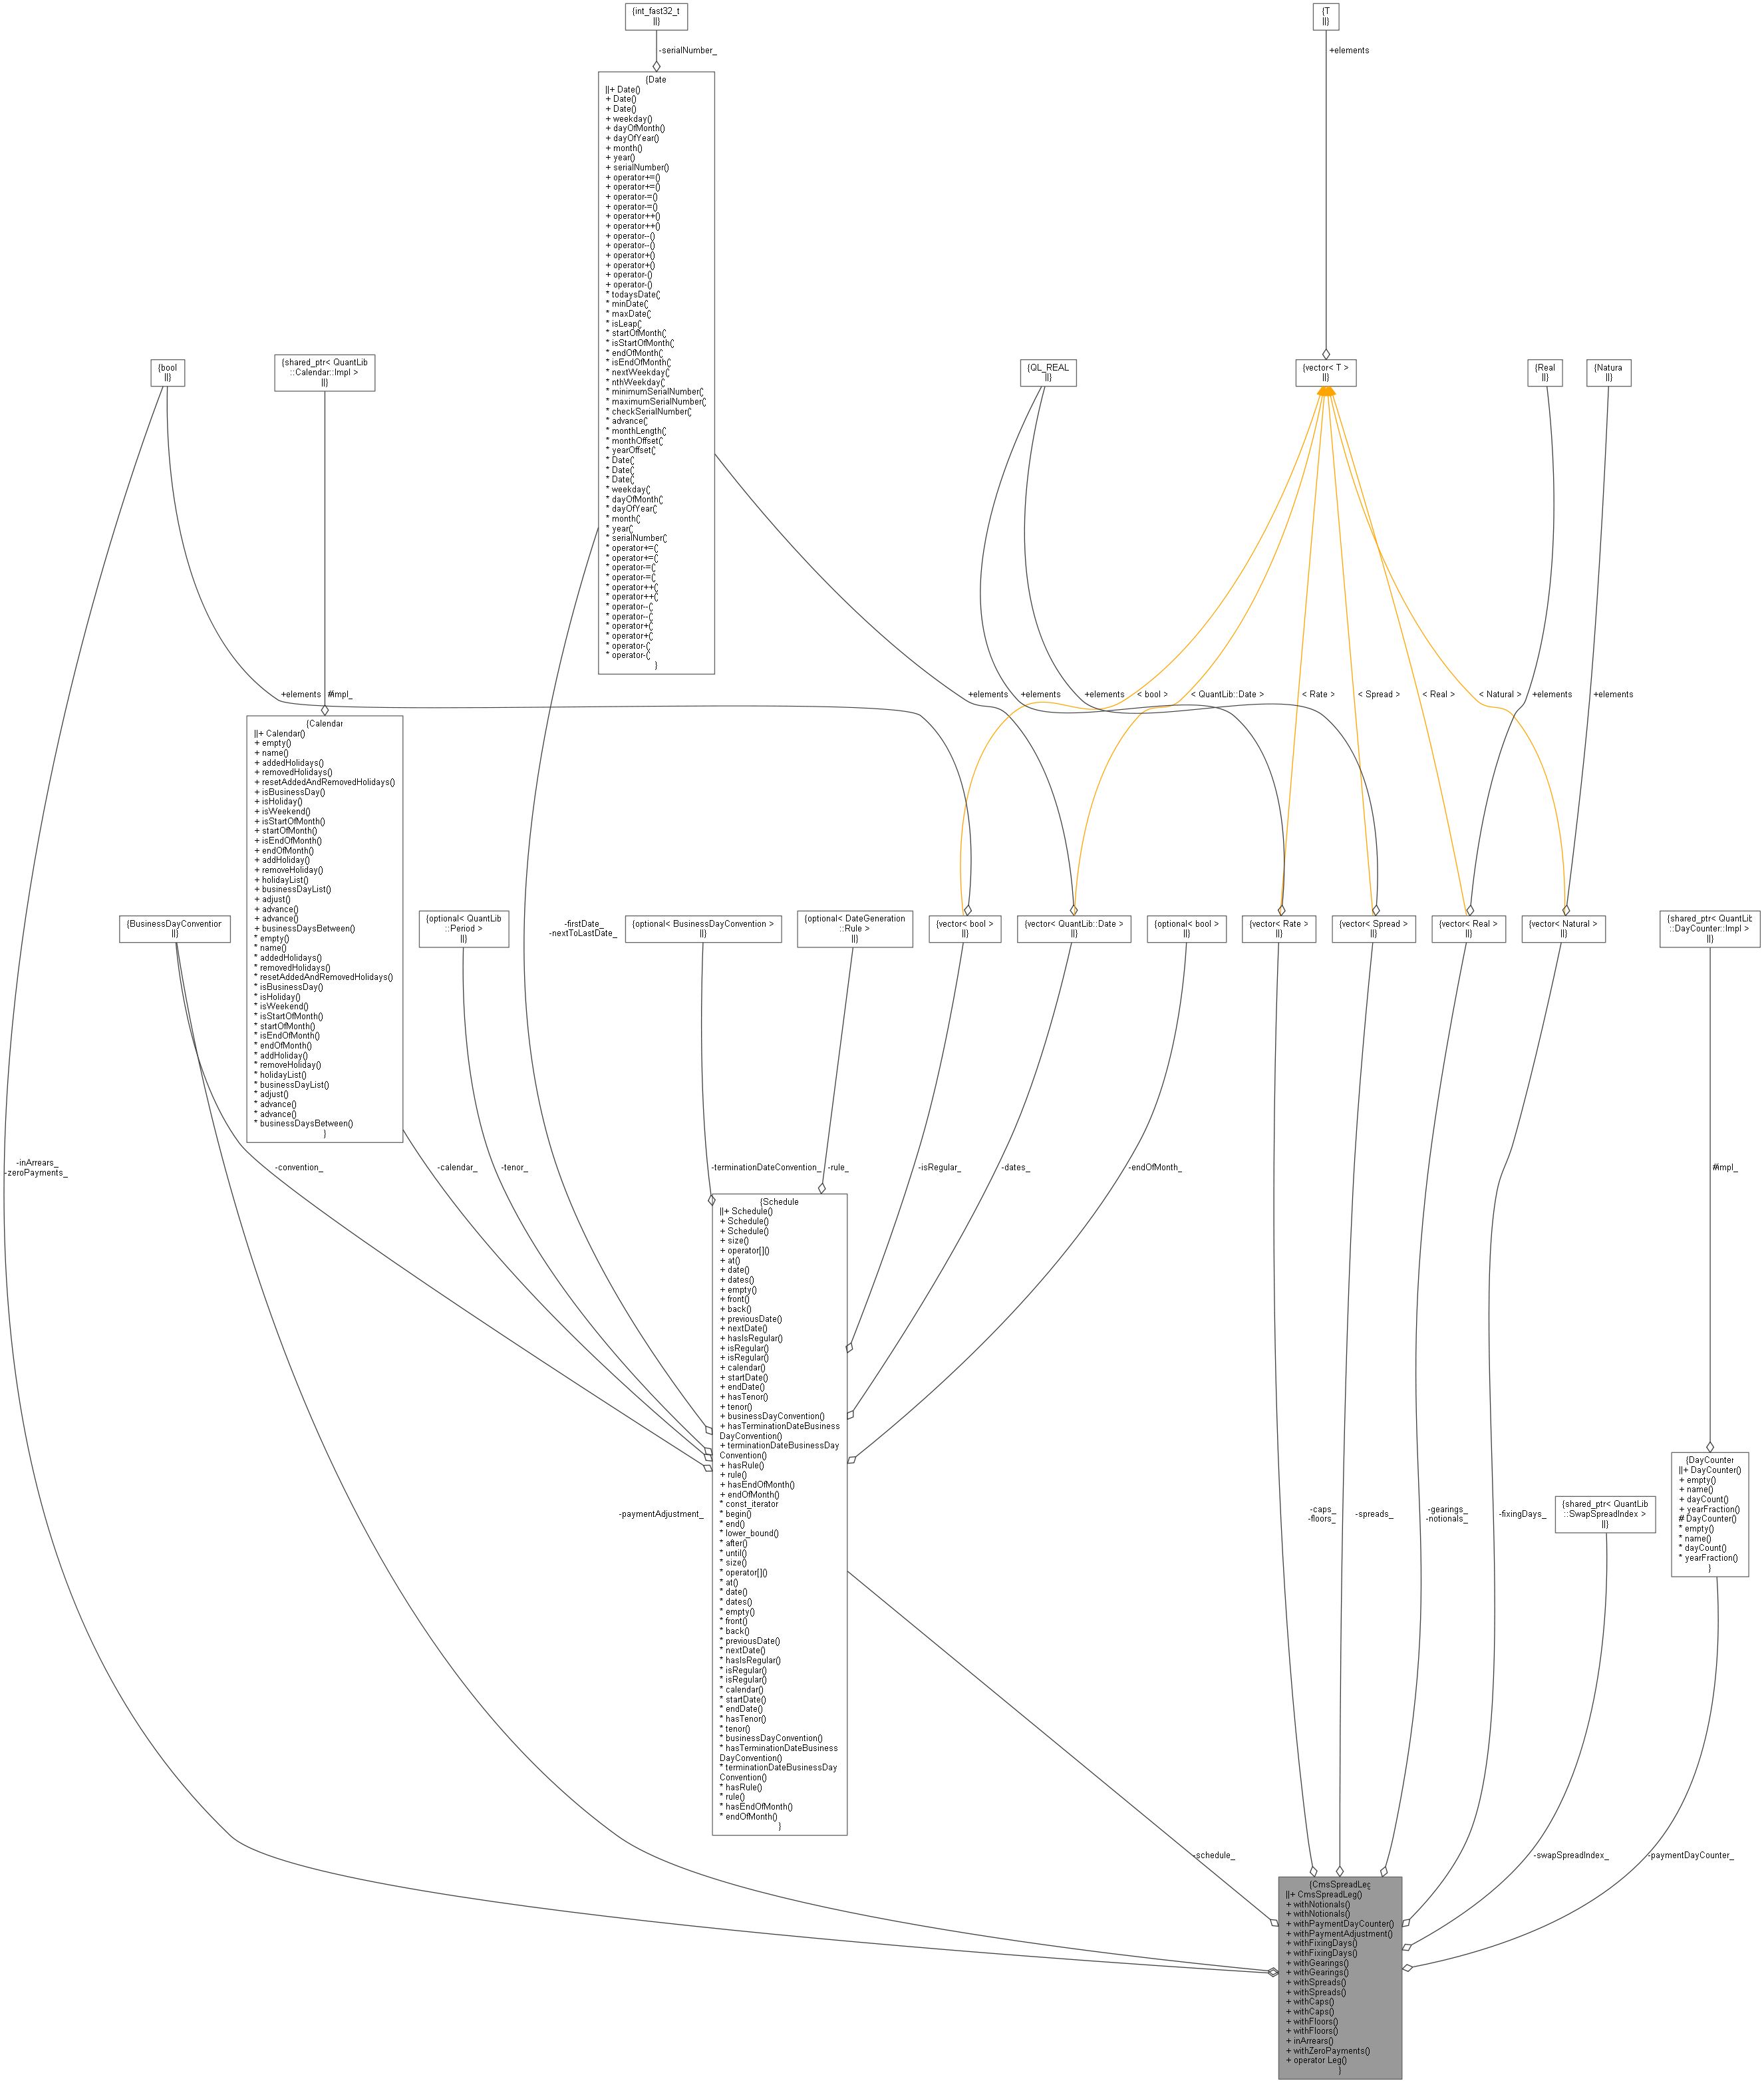 {int_fast32_t
||}
{T
||}
-serialNumber_
+elements
{Date
||+ Date()
+ Date()
+ Date()
+ weekday()
+ dayOfMonth()
+ dayOfYear()
+ month()
+ year()
+ serialNumber()
+ operator+=()
+ operator+=()
+ operator-=()
+ operator-=()
+ operator++()
+ operator++()
+ operator--()
+ operator--()
+ operator+()
+ operator+()
+ operator-()
+ operator-()
* todaysDate()
* minDate()
* maxDate()
* isLeap()
* startOfMonth()
* isStartOfMonth()
* endOfMonth()
* isEndOfMonth()
* nextWeekday()
* nthWeekday()
* minimumSerialNumber()
* maximumSerialNumber()
* checkSerialNumber()
* advance()
* monthLength()
* monthOffset()
* yearOffset()
* Date()
* Date()
* Date()
* weekday()
* dayOfMonth()
* dayOfYear()
* month()
* year()
* serialNumber()
* operator+=()
* operator+=()
* operator-=()
* operator-=()
* operator++()
* operator++()
* operator--()
* operator--()
* operator+()
* operator+()
* operator-()
* operator-()
}
{bool
||}
{shared_ptr< QuantLib
::Calendar::Impl >
||}
{QL_REAL
||}
{vector< T >
||}
{Real
||}
{Natura
||}
+elements
#impl_
+elements
+elements
+elements
< bool >
< QuantLib::Date >
< Rate >
< Spread >
< Real >
< Natural >
+elements
+elements
{Calendar
||+ Calendar()
+ empty()
+ name()
+ addedHolidays()
+ removedHolidays()
+ resetAddedAndRemovedHolidays()
+ isBusinessDay()
+ isHoliday()
+ isWeekend()
+ isStartOfMonth()
+ startOfMonth()
+ isEndOfMonth()
+ endOfMonth()
+ addHoliday()
+ removeHoliday()
+ holidayList()
+ businessDayList()
+ adjust()
+ advance()
+ advance()
+ businessDaysBetween()
* empty()
* name()
* addedHolidays()
* removedHolidays()
* resetAddedAndRemovedHolidays()
* isBusinessDay()
* isHoliday()
* isWeekend()
* isStartOfMonth()
* startOfMonth()
* isEndOfMonth()
* endOfMonth()
* addHoliday()
* removeHoliday()
* holidayList()
* businessDayList()
* adjust()
* advance()
* advance()
* businessDaysBetween()
}
{BusinessDayConventior
||}
{optional< QuantLib
::Period >
||}
-firstDate_
-nextToLastDate_
{optional< BusinessDayConvention >
||}
{optional< DateGeneration
::Rule >
||}
{vector< bool >
||}
{vector< QuantLib::Date >
||}
{optional< bool >
||}
{vector< Rate >
||}
{vector< Spread >
||}
{vector< Real >
||}
{vector< Natural >
||}
{shared_ptr< QuantLib
::DayCounter::Impl >
||}
-inArrears_
-zeroPayments_
-convention_
-calendar_
-tenor_
-terminationDateConvention_
-rule_
-isRegular_
-dates_
-endOfMonth_
#impl_
{Schedule
||+ Schedule()
+ Schedule()
+ Schedule()
+ size()
+ operator[]()
+ at()
+ date()
+ dates()
+ empty()
+ front()
+ back()
+ previousDate()
+ nextDate()
+ hasIsRegular()
+ isRegular()
+ isRegular()
+ calendar()
+ startDate()
+ endDate()
+ hasTenor()
+ tenor()
+ businessDayConvention()
+ hasTerminationDateBusiness
DayConvention()
+ terminationDateBusinessDay
Convention()
+ hasRule()
+ rule()
+ hasEndOfMonth()
+ endOfMonth()
* const_iterator
* begin()
* end()
* lower_bound()
* after()
* until()
* size()
* operator[]()
* at()
* date()
* dates()
* empty()
* front()
* back()
* previousDate()
* nextDate()
* hasIsRegular()
* isRegular()
* isRegular()
* calendar()
* startDate()
* endDate()
* hasTenor()
* tenor()
* businessDayConvention()
* hasTerminationDateBusiness
DayConvention()
* terminationDateBusinessDay
Convention()
* hasRule()
* rule()
* hasEndOfMonth()
* endOfMonth()
}
-paymentAdjustment_
-caps_
-floors_
-spreads_
-gearings_
-notionals_
-fixingDays_
{shared_ptr< QuantLib
::SwapSpreadIndex >
||}
{DayCounter
||+ DayCounter()
+ empty()
+ name()
+ dayCount()
+ yearFraction()
# DayCounter()
* empty()
* name()
* dayCount()
* yearFraction()
}
-schedule_
-swapSpreadIndex_
-paymentDayCounter_
{CmsSpreadLeg
||+ CmsSpreadLeg()
+ withNotionals()
+ withNotionals()
+ withPaymentDayCounter()
+ withPaymentAdjustment()
+ withFixingDays()
+ withFixingDays()
+ withGearings()
+ withGearings()
+ withSpreads()
+ withSpreads()
+ withCaps()
+ withCaps()
+ withFloors()
+ withFloors()
+ inArrears()
+ withZeroPayments()
+ operator Leg()
}